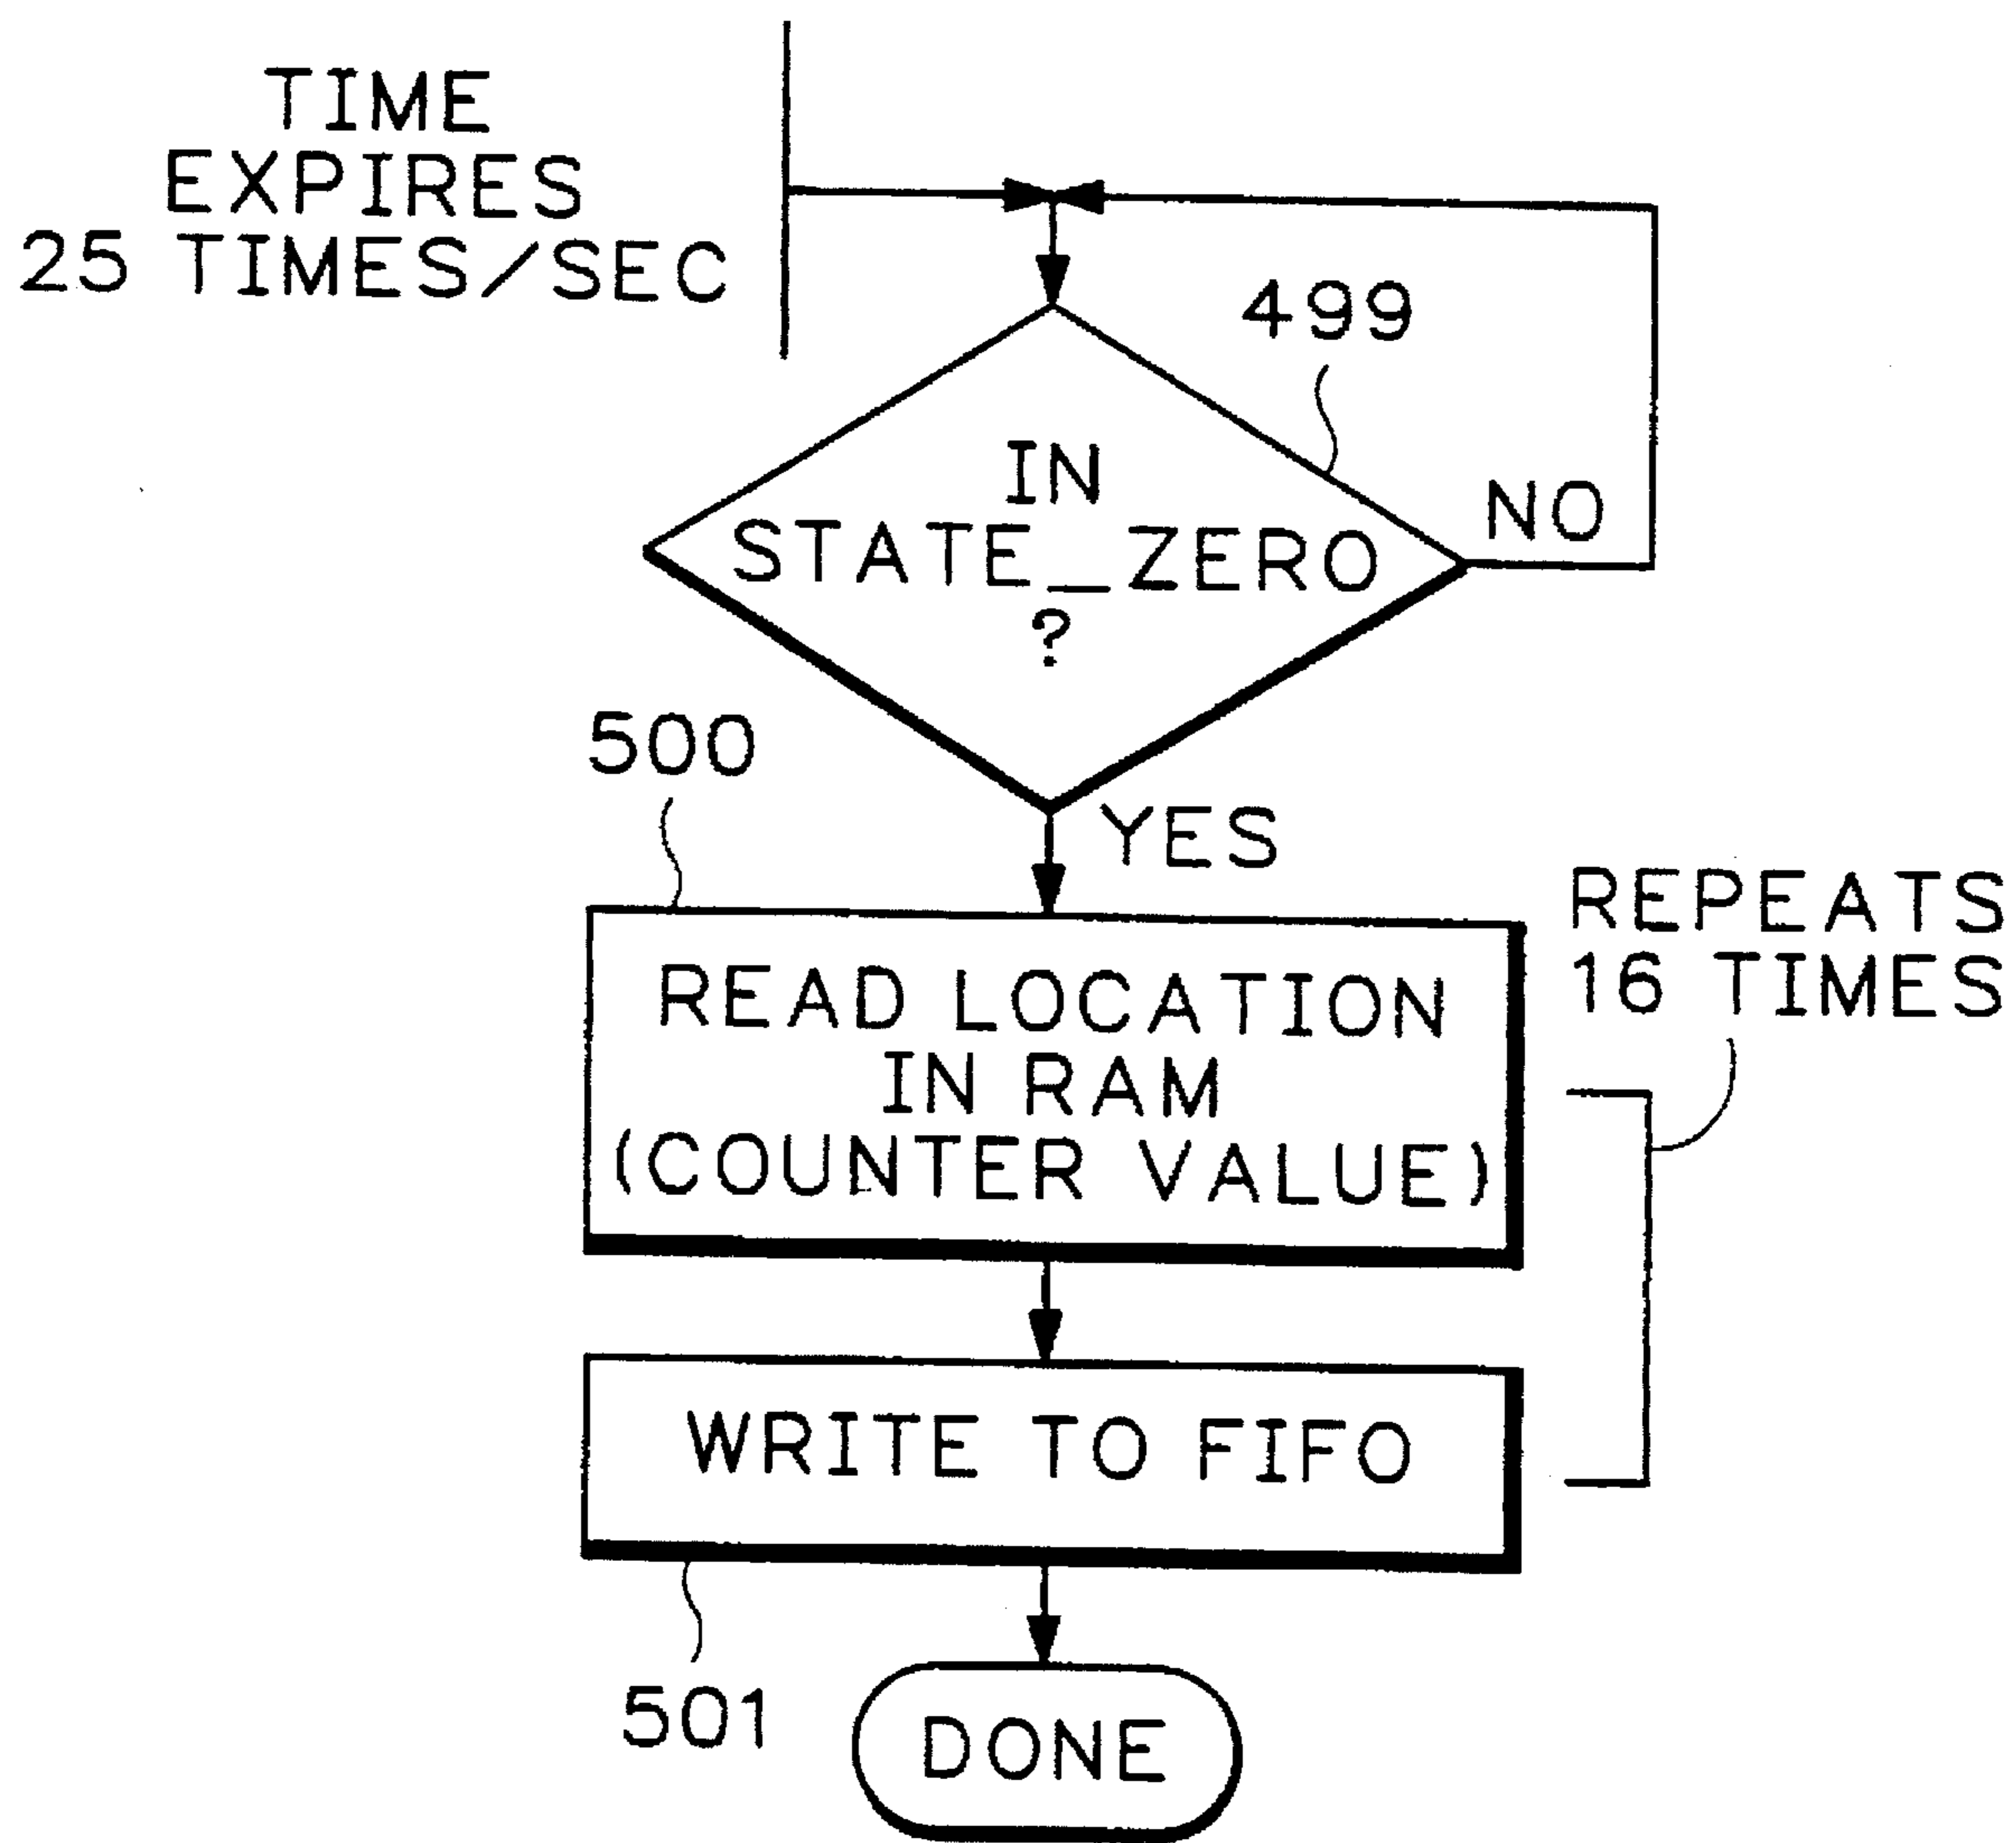 TIME
EXPIRES
25 TIMES/SEC
499
IN
STATE_ZERO
?
NO
500
YES
REPEATS
16 TIMES
READ LOCATION
IN RAM
(COUNTER VALUE)
WRITE TO FIFO
501
DONE